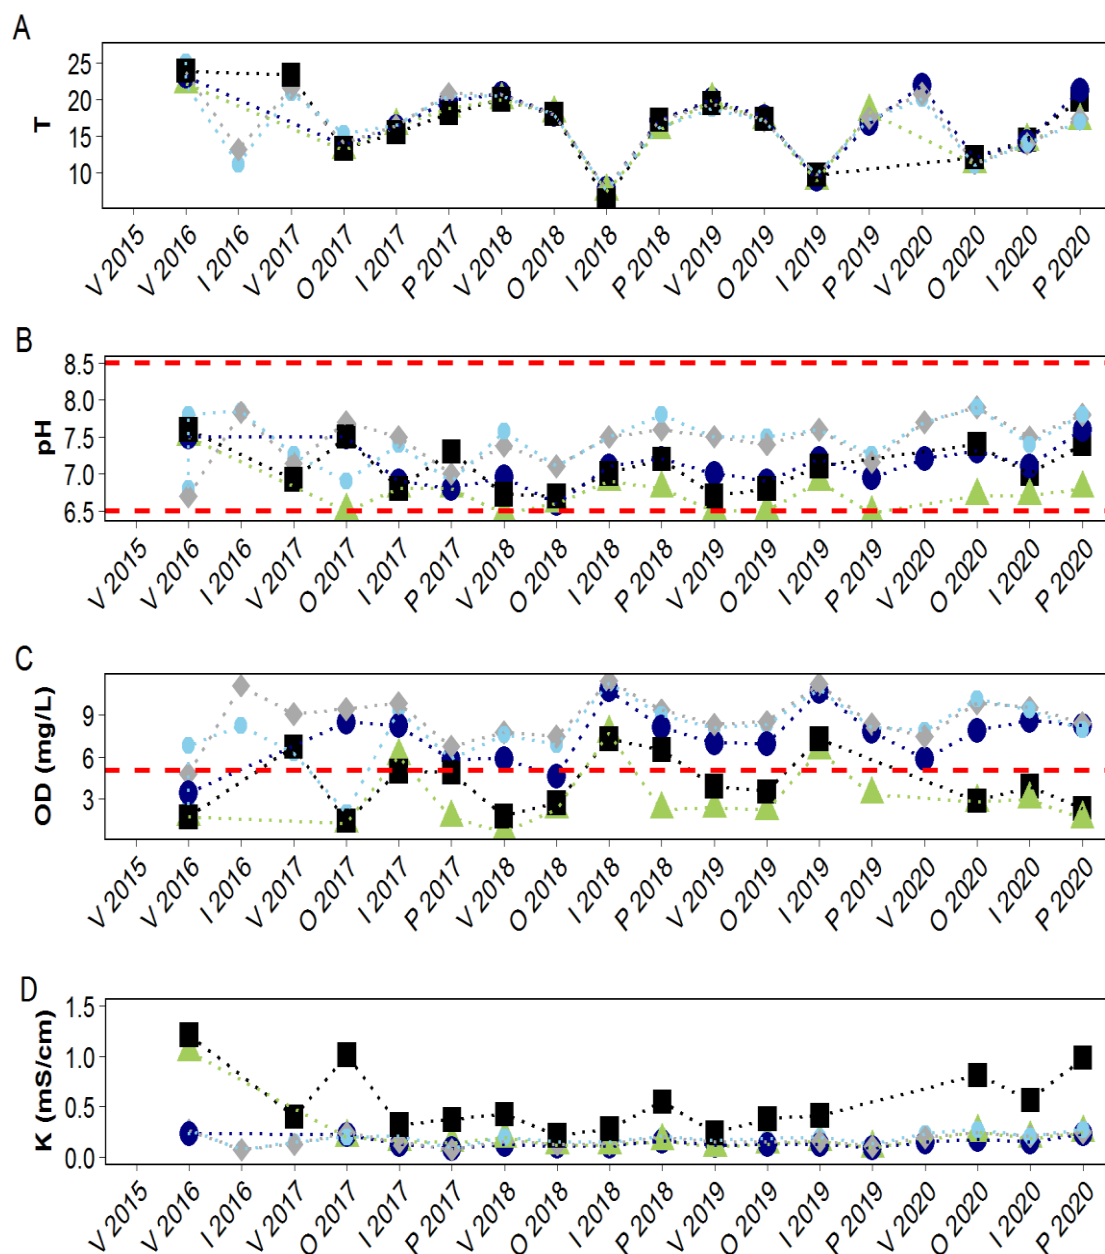 A
T
25
20
15
10
V 2015 V 2016 I 2016 V 2017 O 2017 I 2017 P 2017 V 2018 O 2018 I 2018 P 2018 V 2019 O 2019 I 2019 P 2019 V 2020 O 2020 I 2020 P 2020
B
pH
8.5
8.0
7.5
7.0
6.5
V 2015 V 2016 I 2016 V 2017 O 2017 I 2017 P 2017 V 2018 O 2018 I 2018 P 2018 V 2019 O 2019 I 2019 P 2019 V 2020 O 2020 I 2020 P 2020
C
OD (mg/L)
9
6
3
V 2015 V 2016 I 2016 V 2017 O 2017 I 2017 P 2017 V 2018 O 2018 I 2018 P 2018 V 2019 O 2019 I 2019 P 2019 V 2020 O 2020 I 2020 P 2020
D
K (mS/cm)
1.5
1.0
0.5
0.0
V 2015 V 2016 I 2016 V 2017 O 2017 I 2017 P 2017 V 2018 O 2018 I 2018 P 2018 V 2019 O 2019 I 2019 P 2019 V 2020 O 2020 I 2020 P 2020